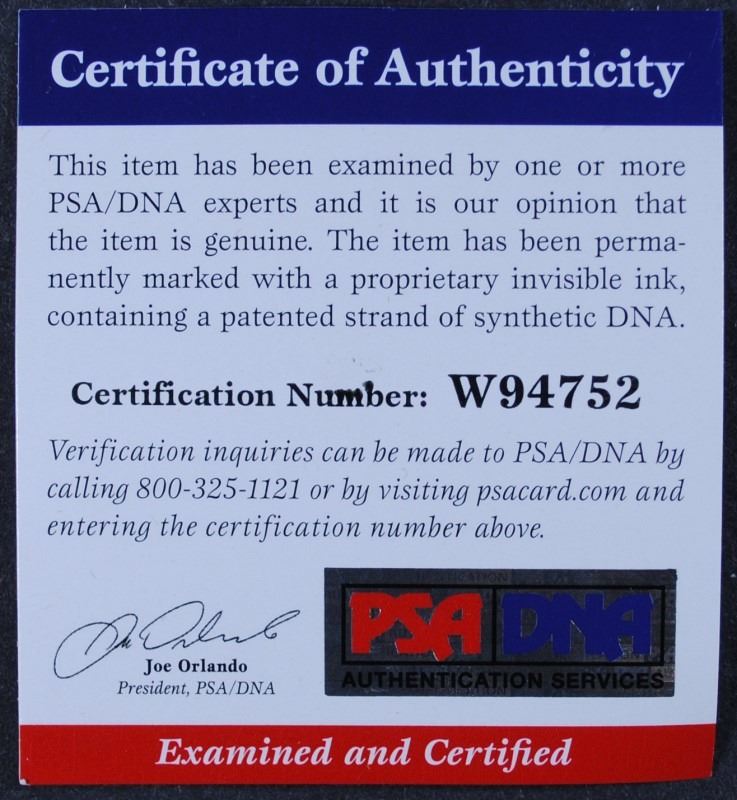 Certificate of Authenticity
This item has been examined by one or more
PSA/DNA experts and it is our opinion that
the item is genuine. The item has been perma-
nently marked with a proprietary invisible ink,
containing a patented strand of synthetic DNA.
Certification Number: W94752
Verification inquiries can be made to PSA/DNA by
calling 800-325-1121 or by visiting psacard.com and
entering the certification number above.
PSA DNA
AUTHENTICATION SERVICES
Joe Orlando
President, PSA/DNA
Examined and Certified